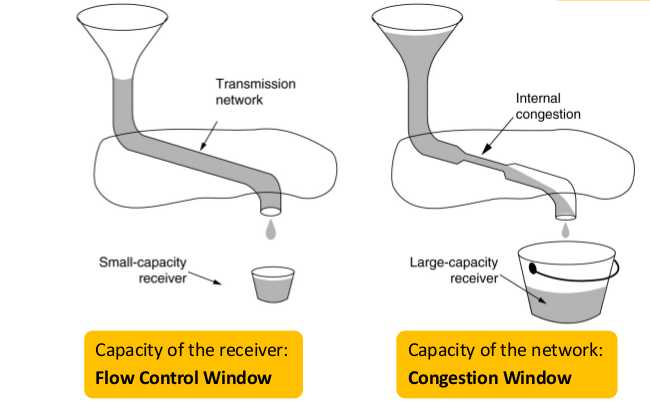 Transmission
network
Internal
congestion
Small-capacity
receiver
Large-capacity
receiver
Capacity of the receiver:
Flow Control Window
Capacity of the network:
Congestion Window